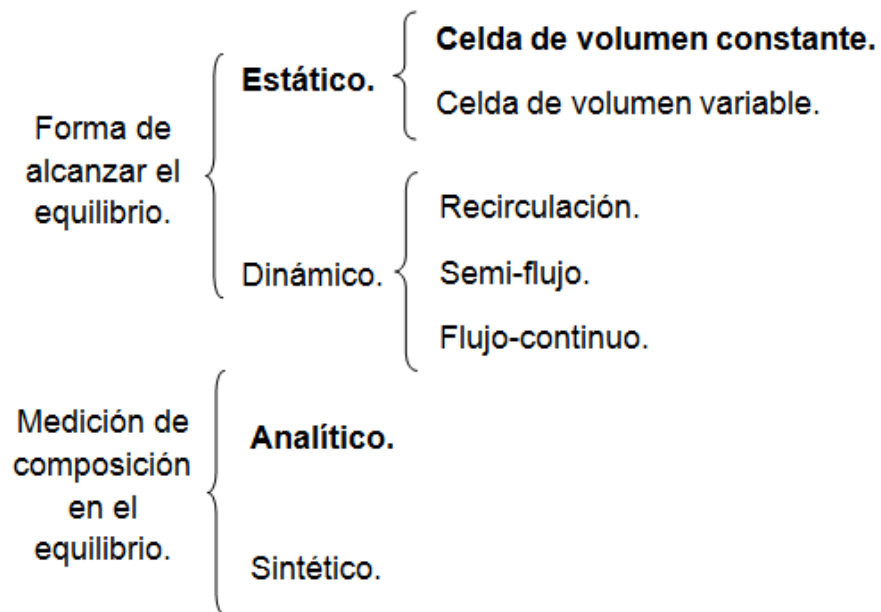 Forma de
alcanzar el
equilibrio.
Estático.
Celda de volumen constante.
Celda de volumen variable.
Dinámico.
Recirculación.
Semi-flujo.
Flujo-continuo.
Medición de
composición
en el
equilibrio.
Analítico.
Sintético.